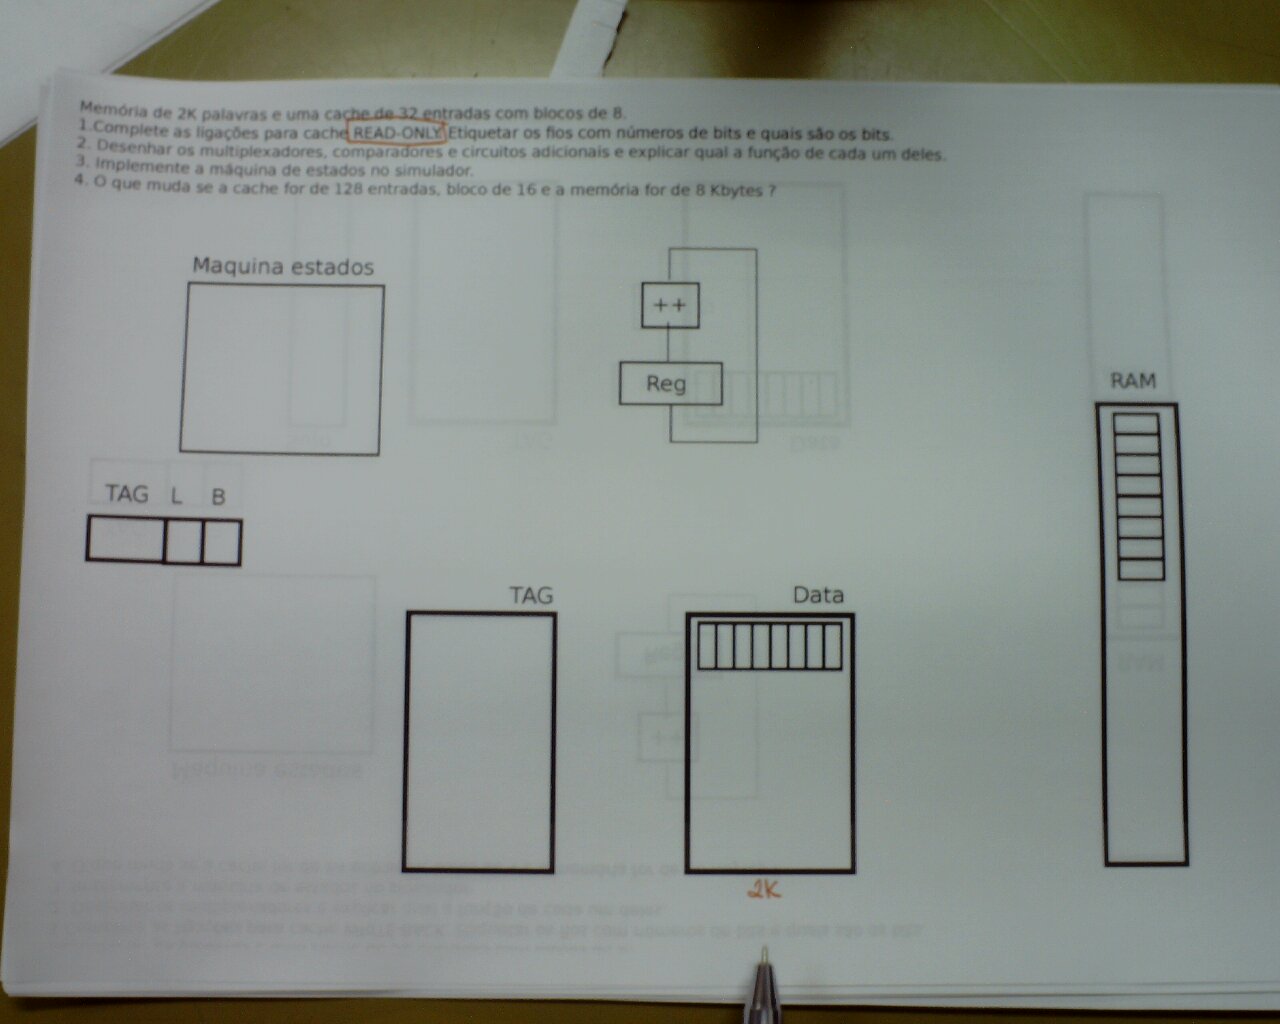 Memória de 2K palavras e uma cache de 32 entradas com blocos de 8.
1.Complete as ligações para cache READ-ONLY Etiquetar os fios com números de bits e quais são os bits.
2. Desenhar os multiplexadores, comparadores e circuitos adicionais e explicar qual a função de cada um deles.
3. Implemente a máquina de estados no simulador.
4. O que muda se a cache for de 128 entradas, bloco de 16 e a memória for de 8 Kbytes ?
Maquina estados
++
Reg
RAM
TAG L B
TAG
Data
2K